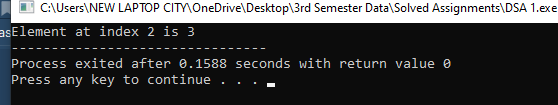 C:\Users\NEW LAPTOP CITY\OneDrive\Desktop\3rd Semester Data\Solved Assignments\DSA 1.exe
Element at index 2 is 3
--------------------------------
Process exited after 0.1588 seconds with return value 0
Press any key to continue . . .